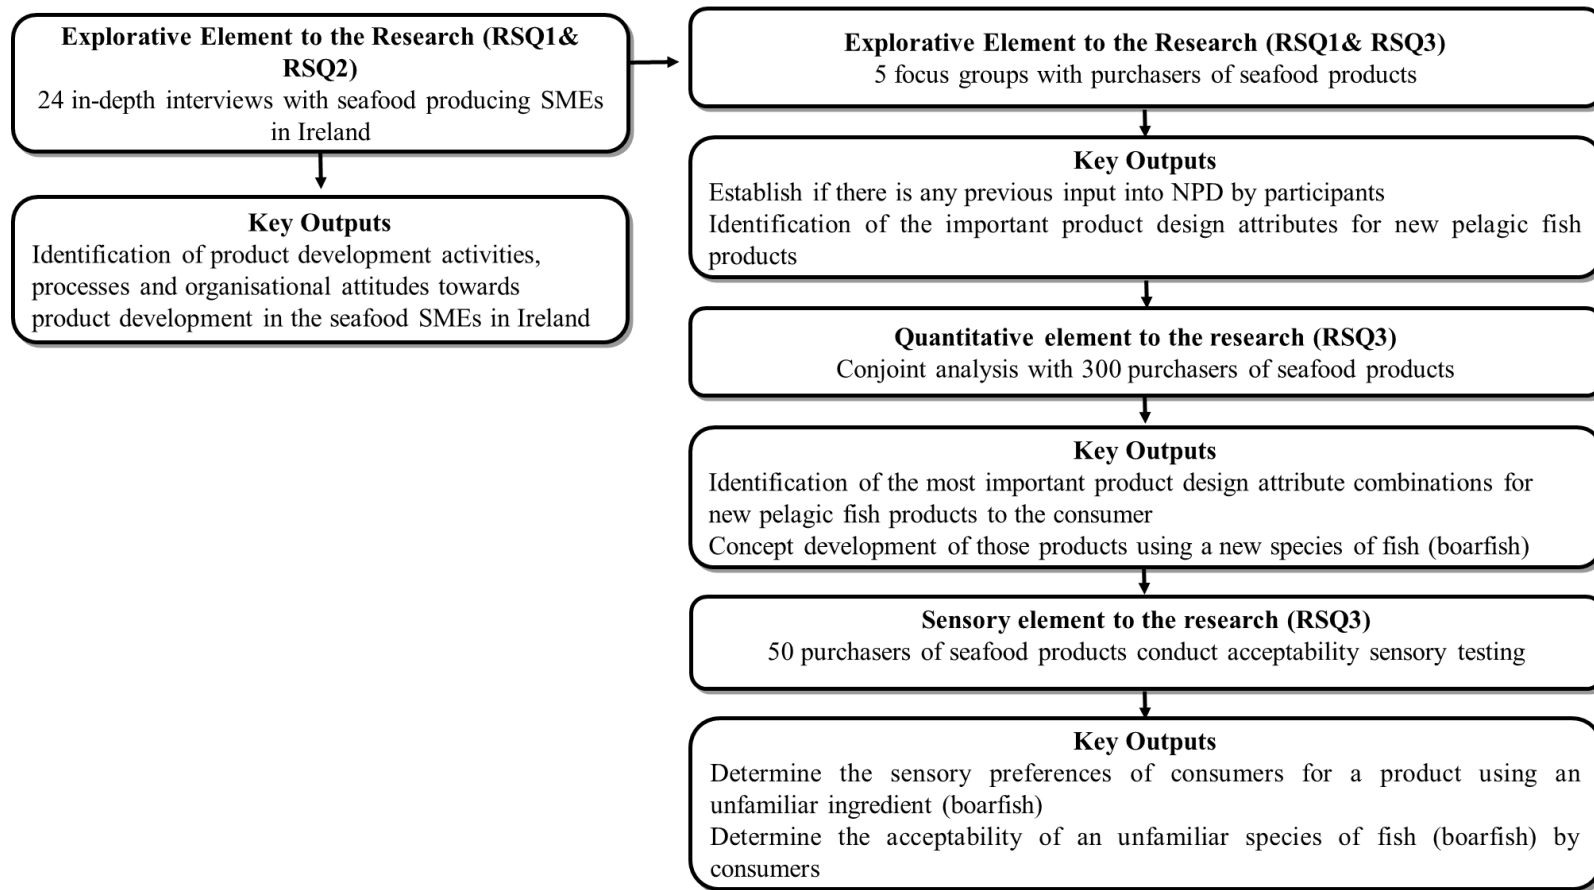 Explorative Element to the Research (RSQ1&
RSQ2)
24 in-depth interviews with seafood producing SMEs
in Ireland
Key Outputs
Identification of product development activities,
processes and organisational attitudes towards
product development in the seafood SMEs in Ireland
Explorative Element to the Research (RSQ1& RSQ3)
5 focus groups with purchasers of seafood products
Key Outputs
Establish if there is any previous input into NPD by participants
Identification of the important product design attributes for new pelagic fish
products
Quantitative element to the research (RSQ3)
Conjoint analysis with 300 purchasers of seafood products
Key Outputs
Identification of the most important product design attribute combinations for
new pelagic fish products to the consumer
Concept development of those products using a new species of fish (boarfish)
Sensory element to the research (RSQ3)
50 purchasers of seafood products conduct acceptability sensory testing
Key Outputs
Determine the sensory preferences of consumers for a product using an
unfamiliar ingredient (boarfish)
Determine the acceptability of an unfamiliar species of fish (boarfish) by
consumers